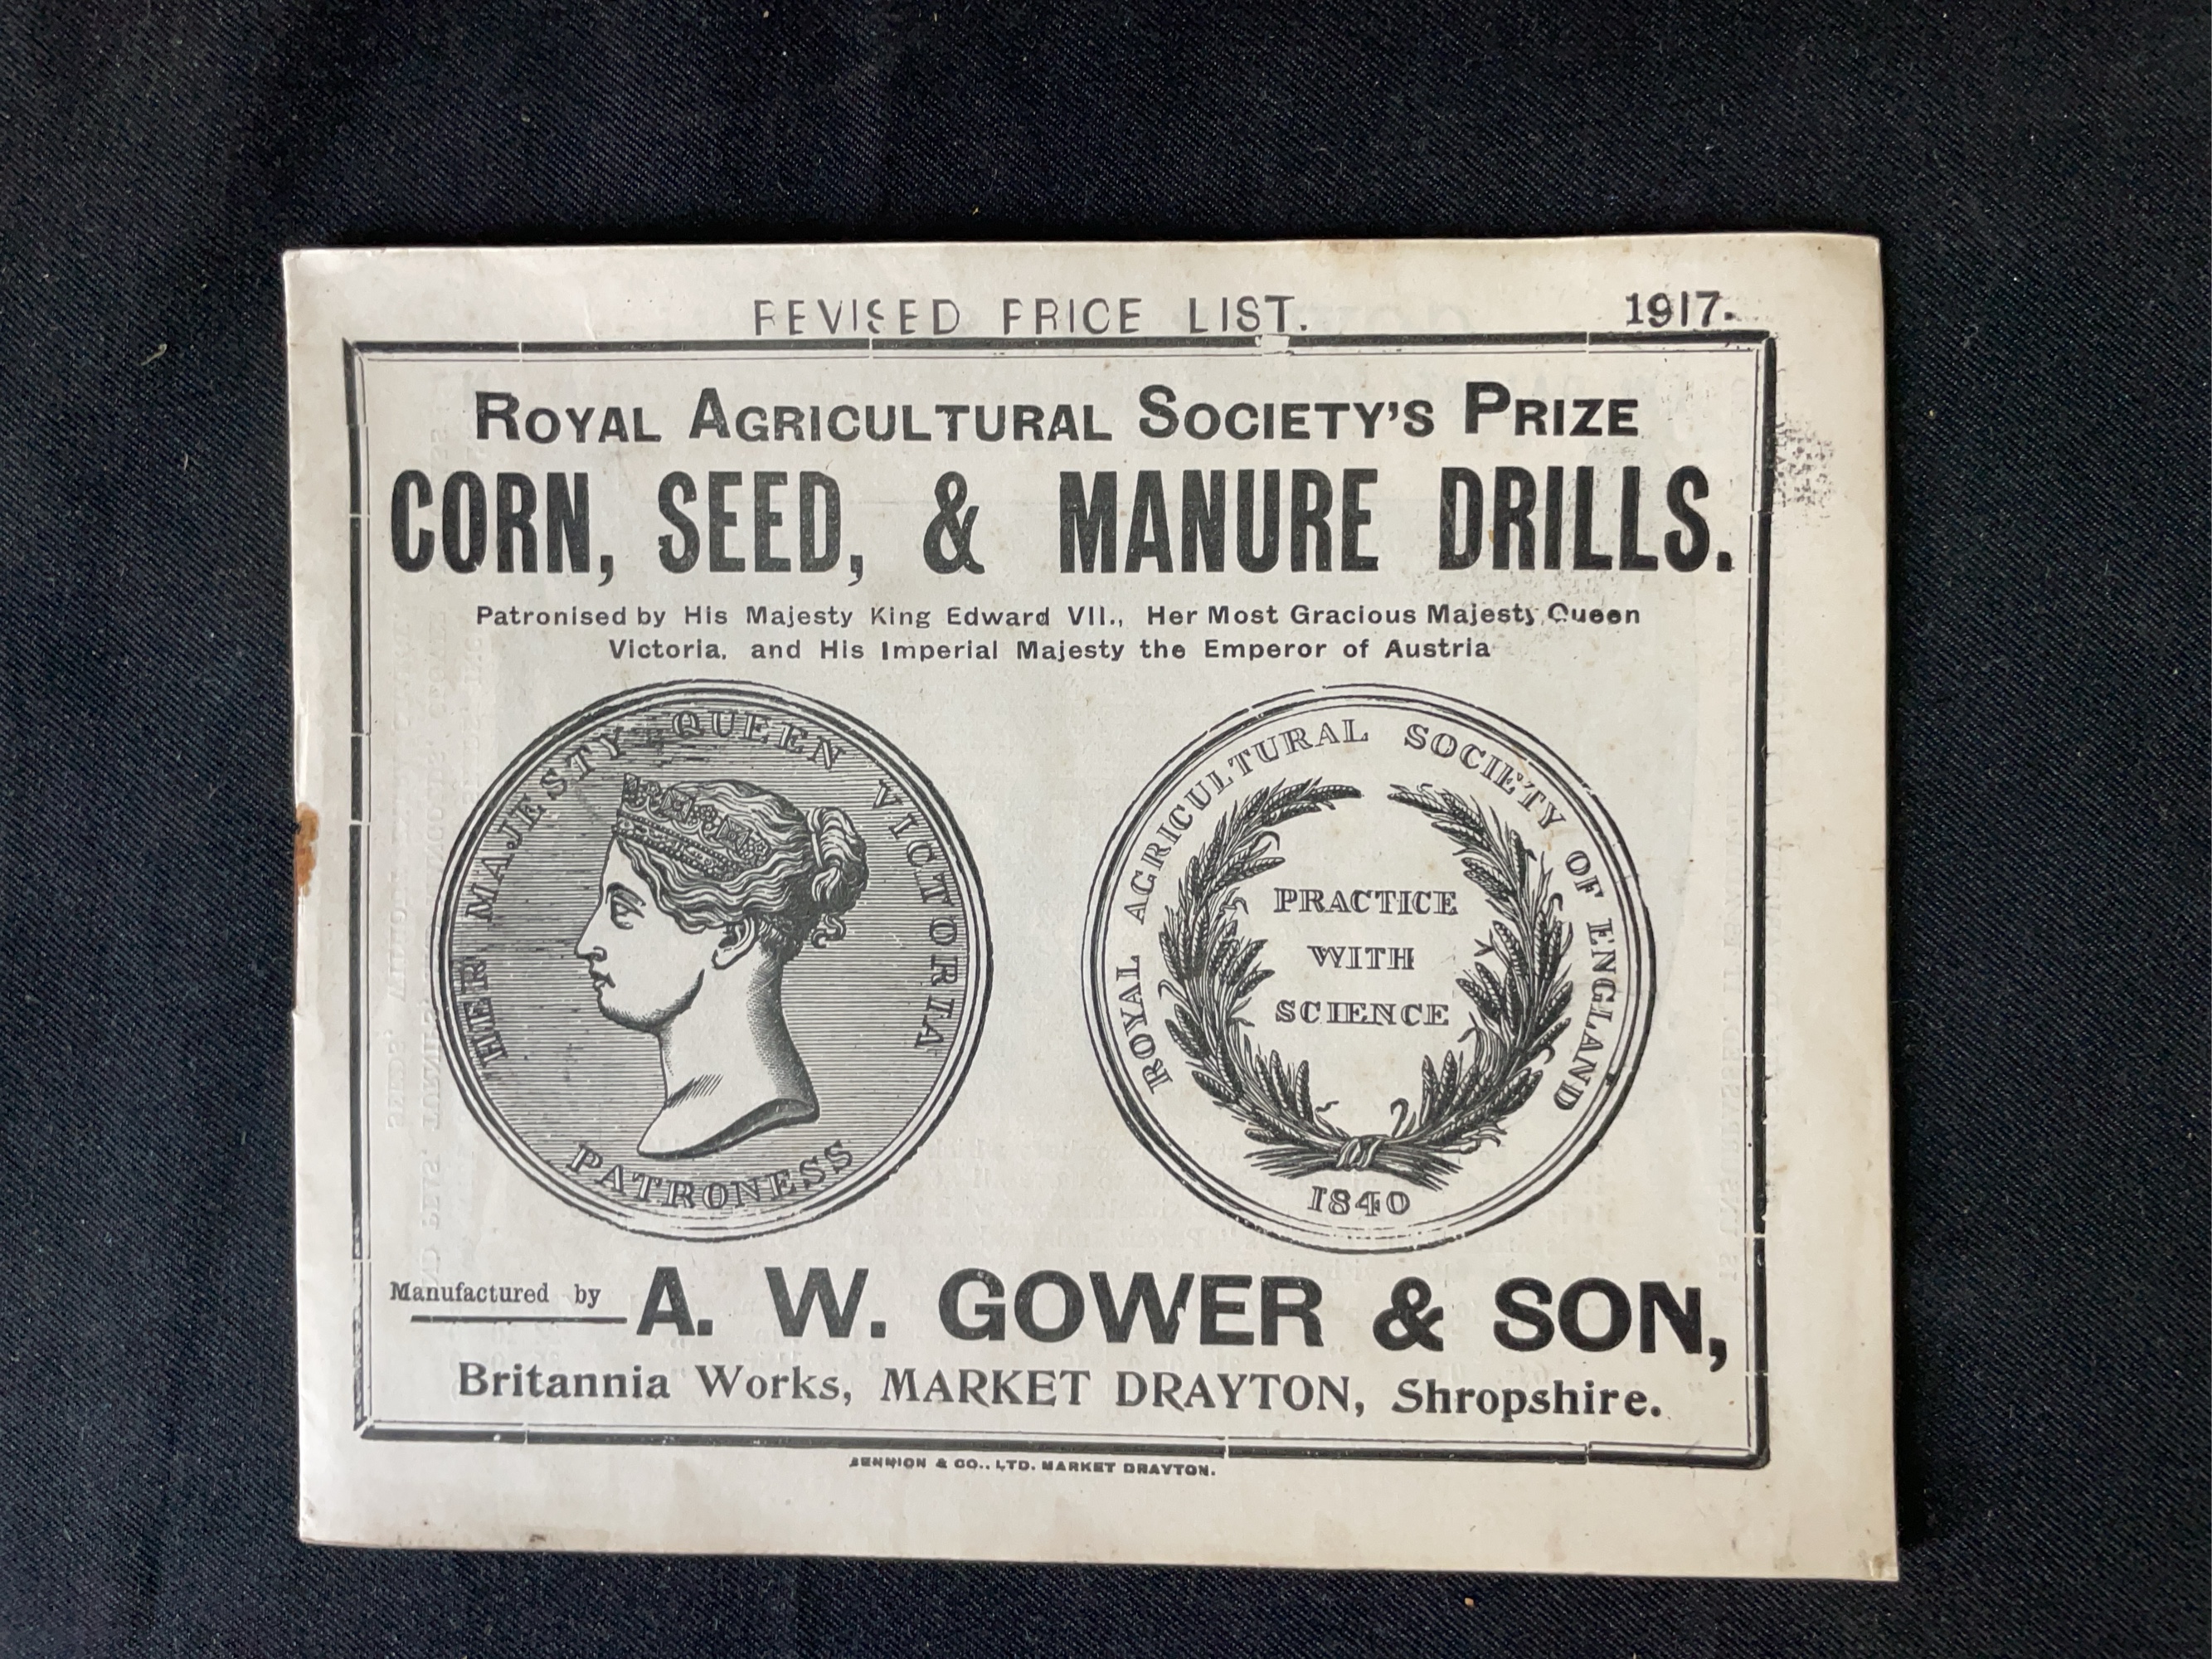 REVISED PRICE LIST. 1917.
ROYAL AGRICULTURAL SOCIETY'S PRIZE
CORN, SEED, & MANURE DRILLS.
Patronised by His Majesty King Edward VII., Her Most Gracious Majesty Queen
Victoria, and His Imperial Majesty the Emperor of Austria
HER MAJESTY QUEEN VICTORIA
PATRONESS
ROYAL AGRICULTURAL SOCIETY OF ENGLAND
PRACTICE
WITH
SCIENCE
1840
Manufactured by A. W. GOWER & SON,
Britannia Works, MARKET DRAYTON, Shropshire.
BENNION & CO., LTD. MARKET DRAYTON.